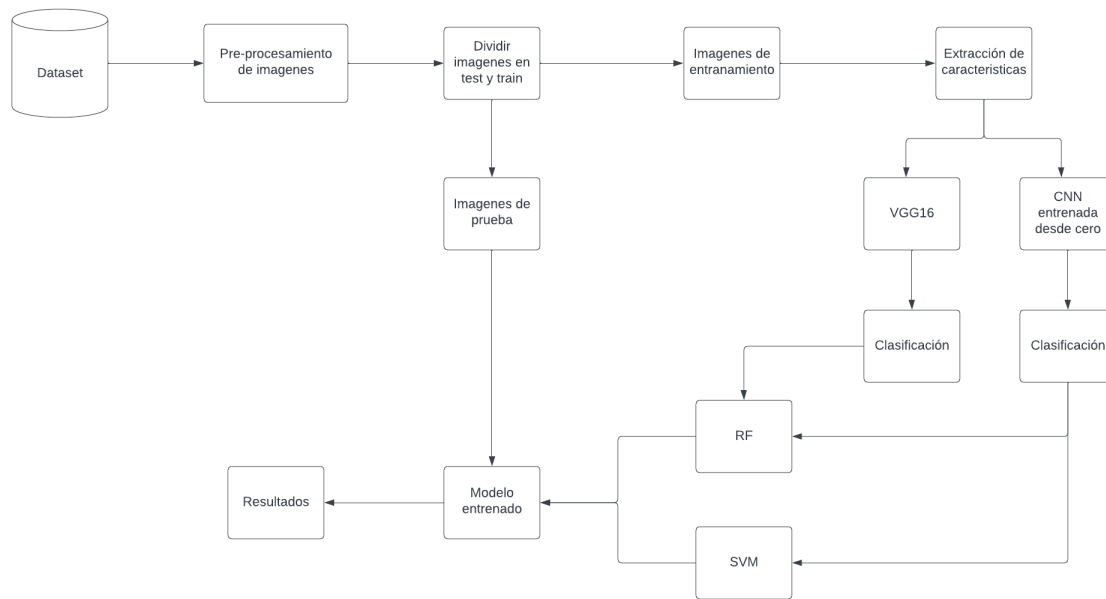 Dataset
Pre-procesamiento
de imagenes
Dividir
imagenes en
test y train
Imagenes de
entranamiento
Extracción de
caracteristicas
Imagenes de
prueba
VGG16
CNN
entrenada
desde cero
Clasificación
Clasificación
RF
Resultados
Modelo
entrenado
SVM